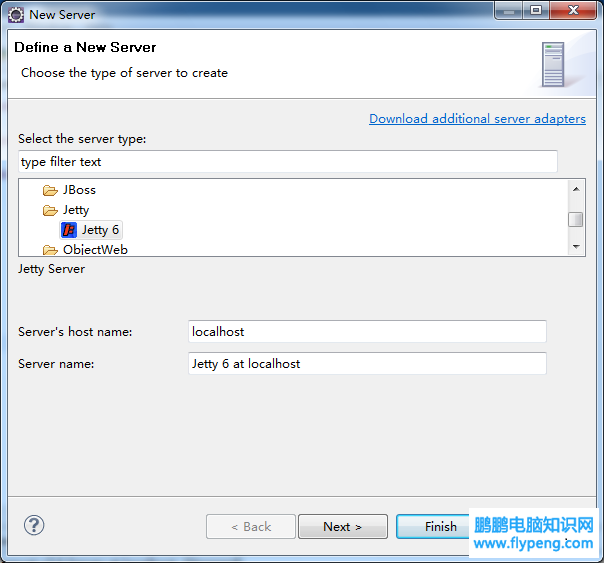 New Server
Define a New Server
Choose the type of server to create
Download additional server adapters
Select the server type:
type filter text
JBoss
Jetty
Jetty 6
ObjectWeb
Jetty Server
Server's host name:
localhost
Server name:
Jetty 6 at localhost
?
< Back
Next >
Finish
鹏鹏电脑知识网
www.flypeng.com